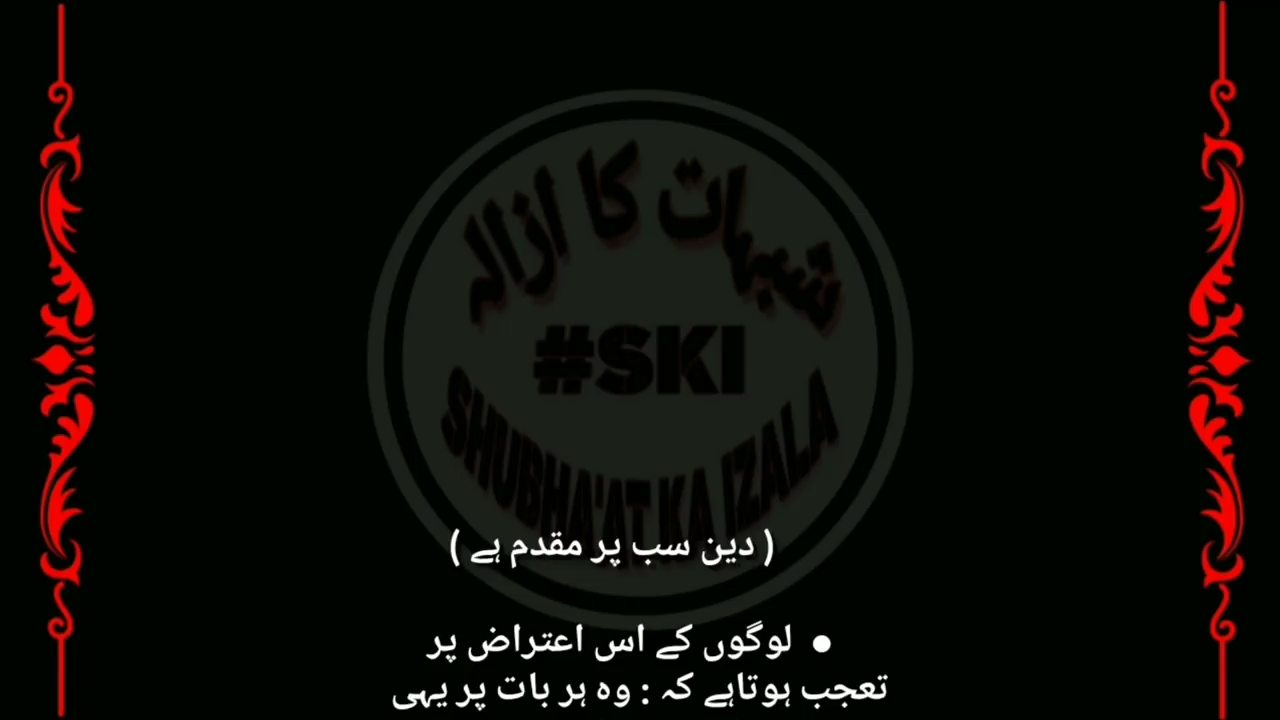 شبہات کا ازالہ
#SKI
SHUBHA'AT KA IZALA
( دین سب پر مقدم ہے )
● لوگوں کے اس اعتراض پر
تعجب ہوتاہے کہ : وہ ہر بات پر یہی